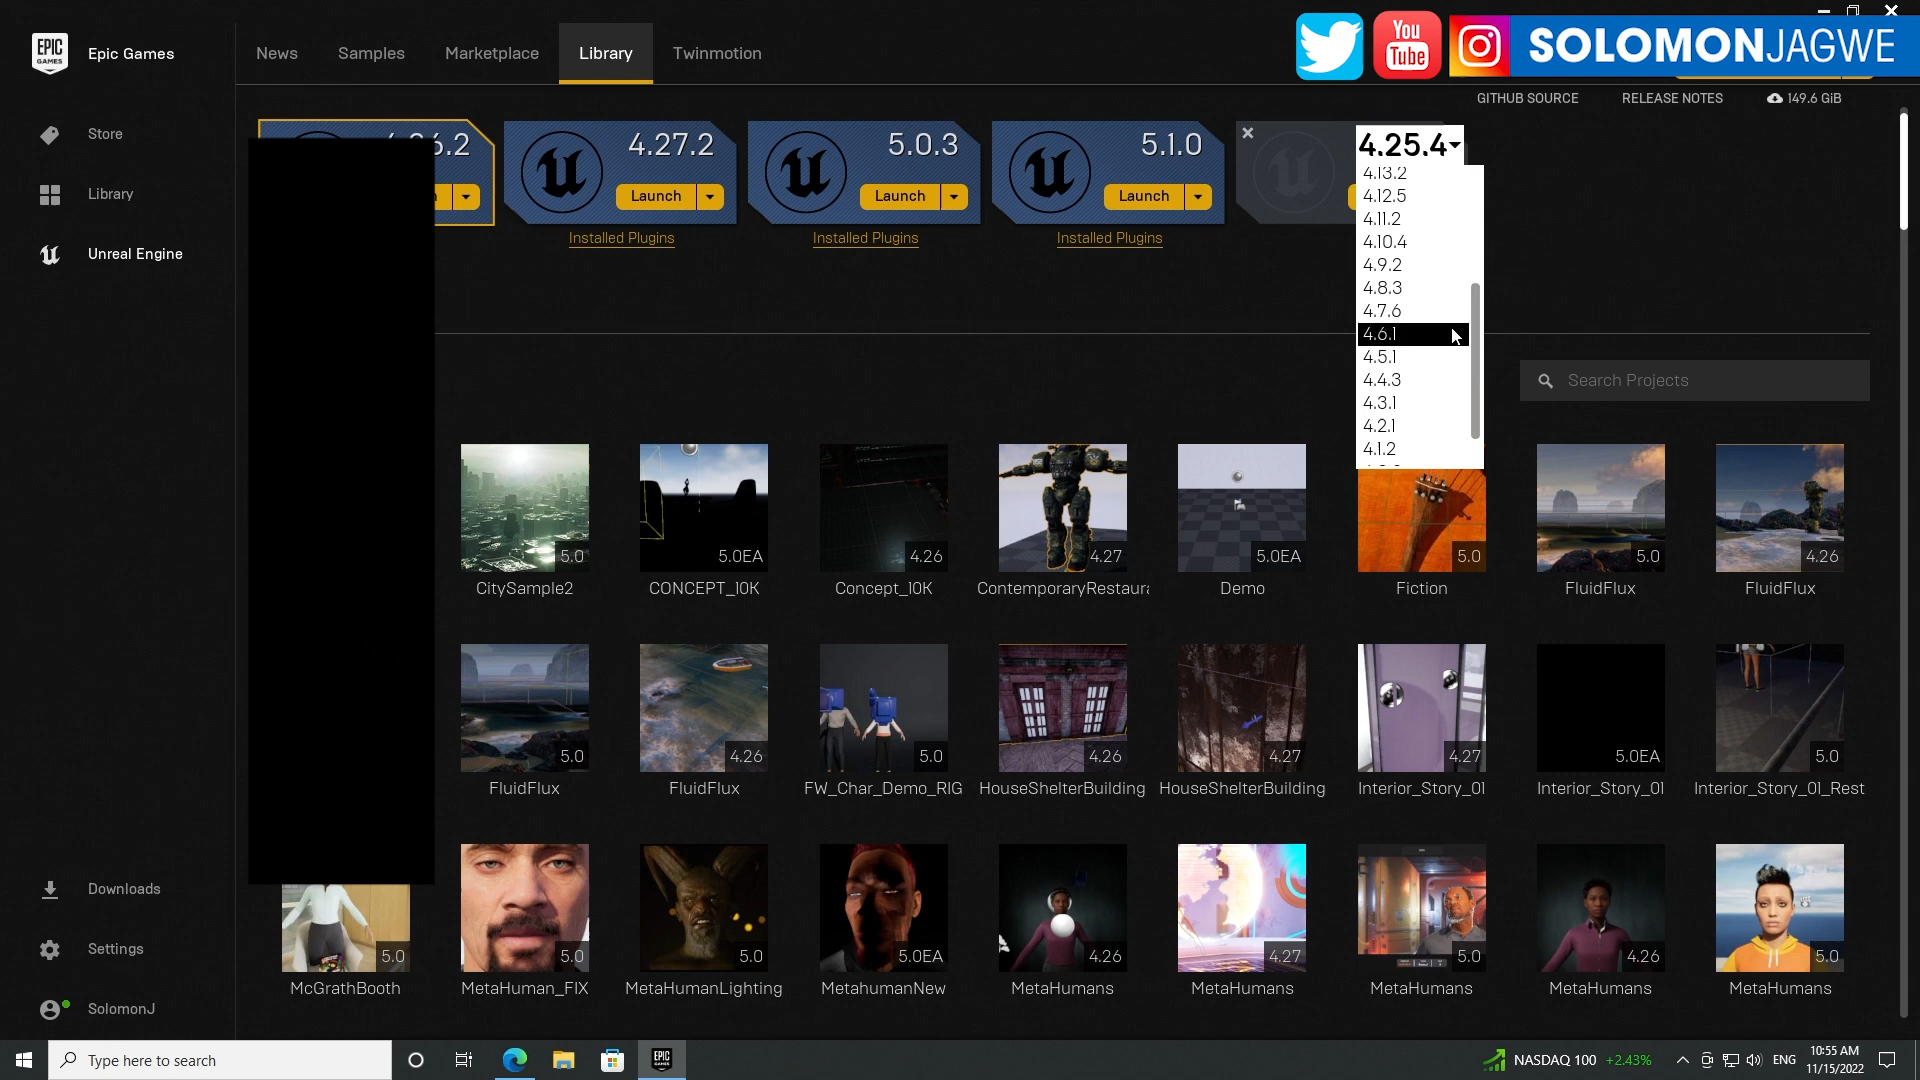 EPIC GAMES
Epic Games
News
Samples
Marketplace
Library
Twinmotion
You Tube
SOLOMONJAGWE
GITHUB SOURCE
RELEASE NOTES
149.6 GiB
Store
Library
Unreal Engine
4.27.2
Launch
Installed Plugins
5.0.3
Launch
Installed Plugins
5.1.0
Launch
Installed Plugins
4.25.4
4.13.2
4.12.5
4.11.2
4.10.4
4.9.2
4.8.3
4.7.6
4.6.1
4.5.1
4.4.3
4.3.1
4.2.1
4.1.2
Search Projects
5.0
CitySample2
5.0EA
CONCEPT_10K
4.26
Concept_10K
4.27
ContemporaryRestaura
5.0EA
Demo
5.0
Fiction
5.0
FluidFlux
4.26
FluidFlux
5.0
FluidFlux
4.26
FluidFlux
5.0
FW_Char_Demo_RIG
4.26
HouseShelterBuilding
4.27
HouseShelterBuilding
4.27
Interior_Story_01
5.0EA
Interior_Story_01
5.0
Interior_Story_01_Rest
5.0
McGrathBooth
5.0
MetaHuman_FIX
5.0
MetaHumanLighting
5.0EA
MetahumanNew
4.26
MetaHumans
4.27
MetaHumans
5.0
MetaHumans
4.26
MetaHumans
5.0
MetaHumans
Downloads
Settings
SolomonJ
Type here to search
EPIC GAMES
NASDAQ 100 +2.43%
ENG
10:55 AM
11/15/2022